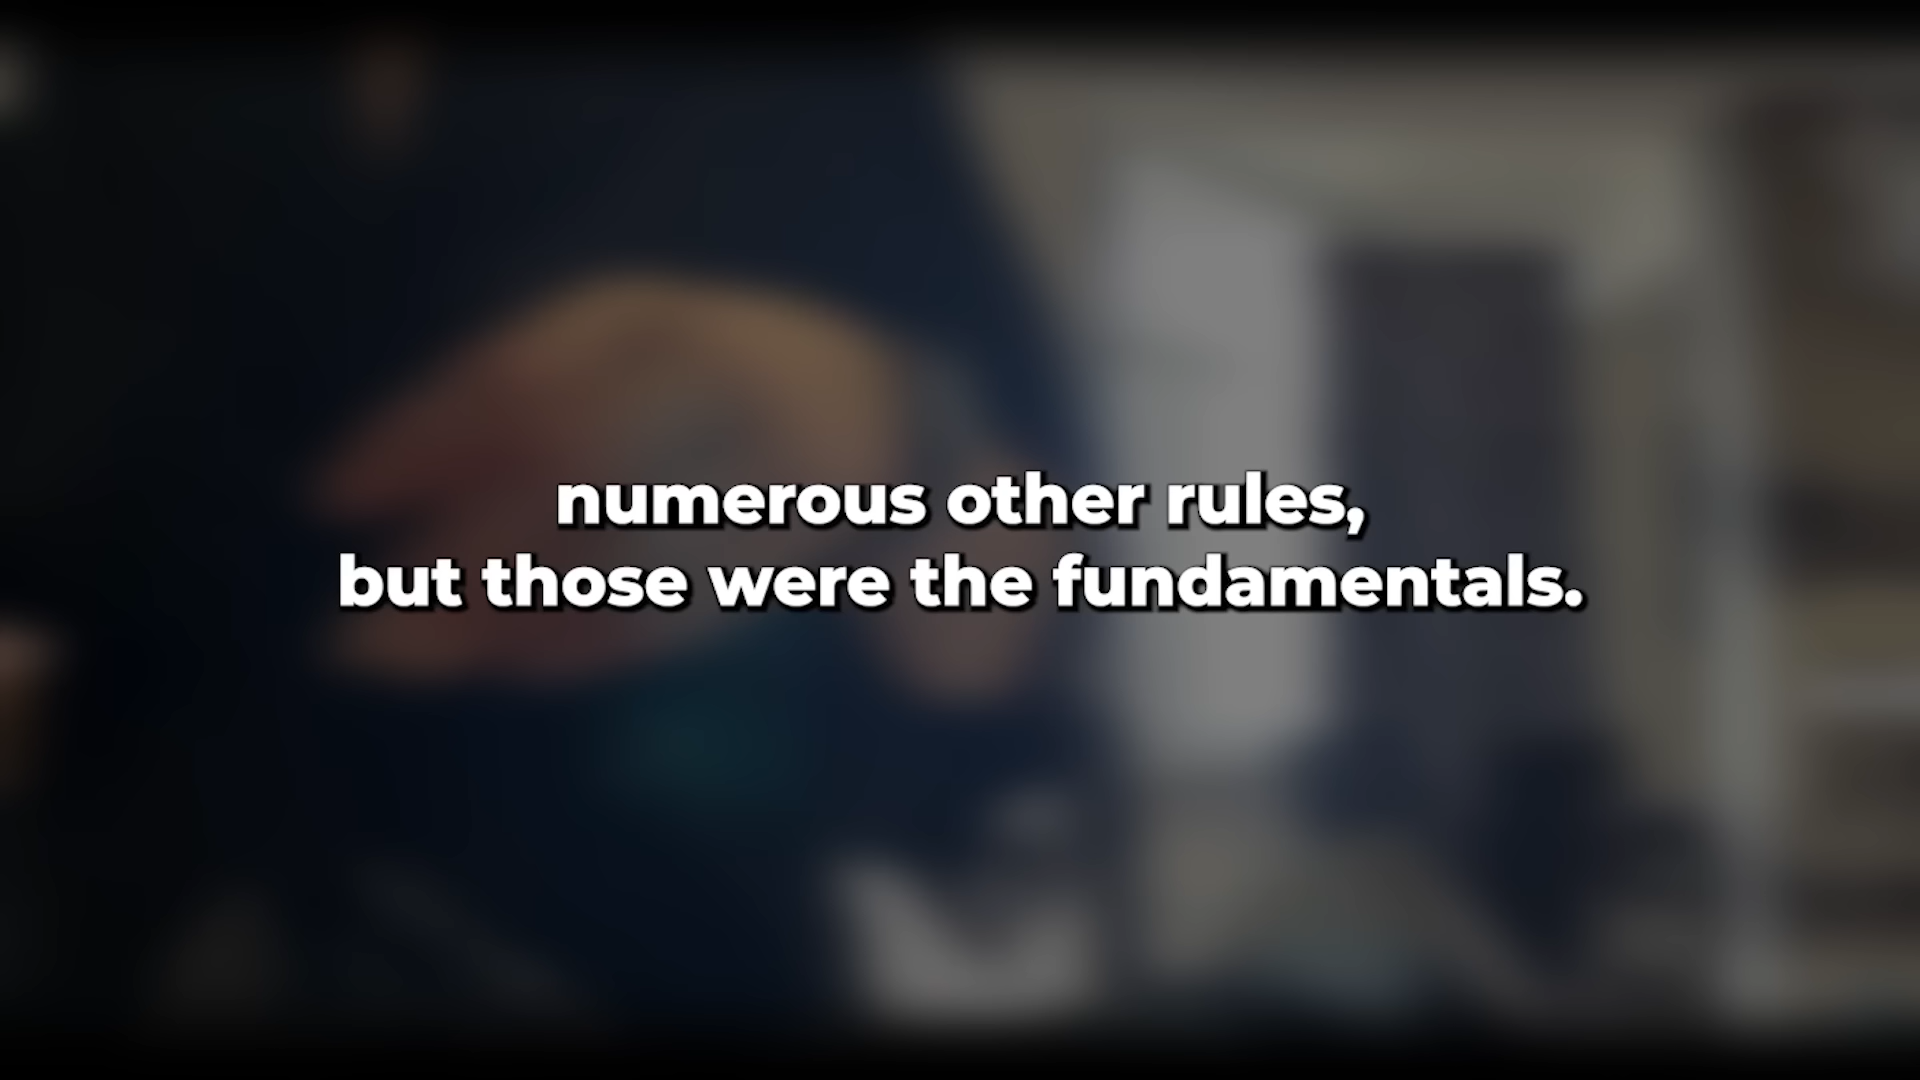 numerous other rules,
but those were the fundamentals.